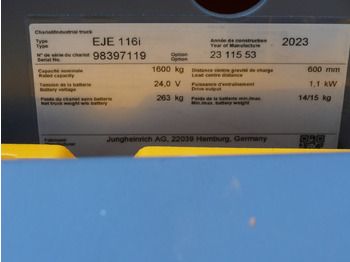 Chariot/Industrial truck
Type EJE 116i Année de construction 2023
Type Year of Manufacture
N° de série du chariot 98397119 Option 23 115 53
Serial no. Option
Capacité nominale 1600 kg Distance centre gravité de charge 600 mm
Rated capacity Load centre distance
Tension de la batterie 24,0 V Puissance d'entraînement 1,1 kW
Battery voltage Drive output
Poids du chariot sans batterie 263 kg Poids de la batterie min./max. 14/15 kg
Net truck weight w/o battery Min./max. battery weight
Fabricant Jungheinrich AG, 22039 Hamburg, Germany